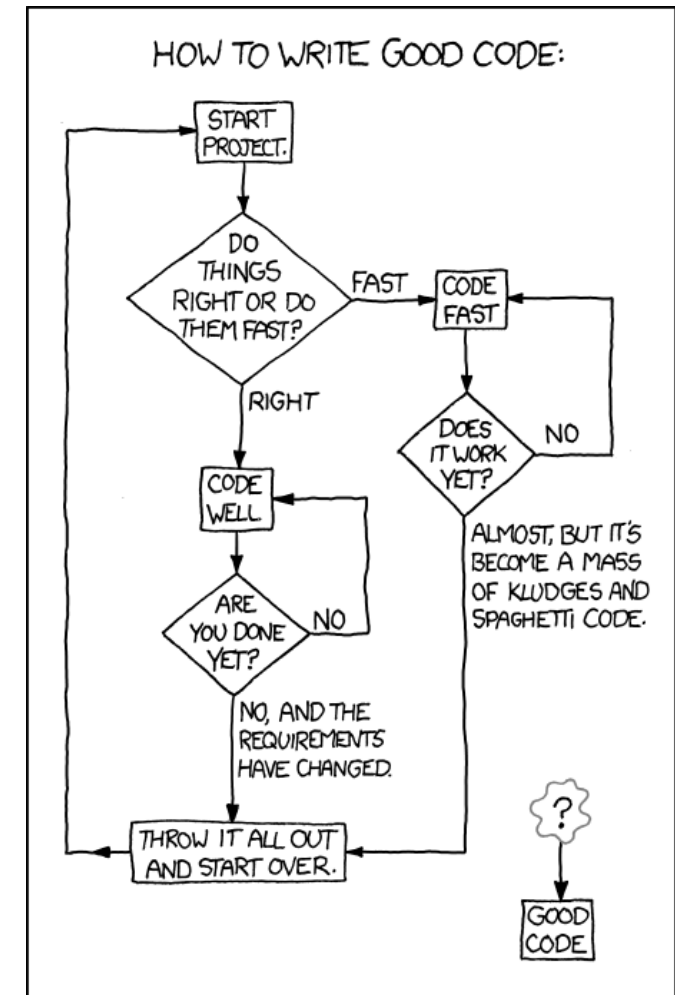 HOW TO WRITE GOOD CODE:
START
PROJECT.
DO
THINGS
RIGHT OR DO
THEM FAST?
FAST
CODE
FAST
RIGHT
DOES
IT WORK
YET?
NO
CODE
WELL
ALMOST, BUT IT'S
BECOME A MASS
OF KLUDGES AND
SPAGHETTI CODE.
ARE
YOU DONE
YET?
NO
NO, AND THE
REQUIREMENTS
HAVE CHANGED.
THROW IT ALL OUT
AND START OVER.
?
GOOD
CODE